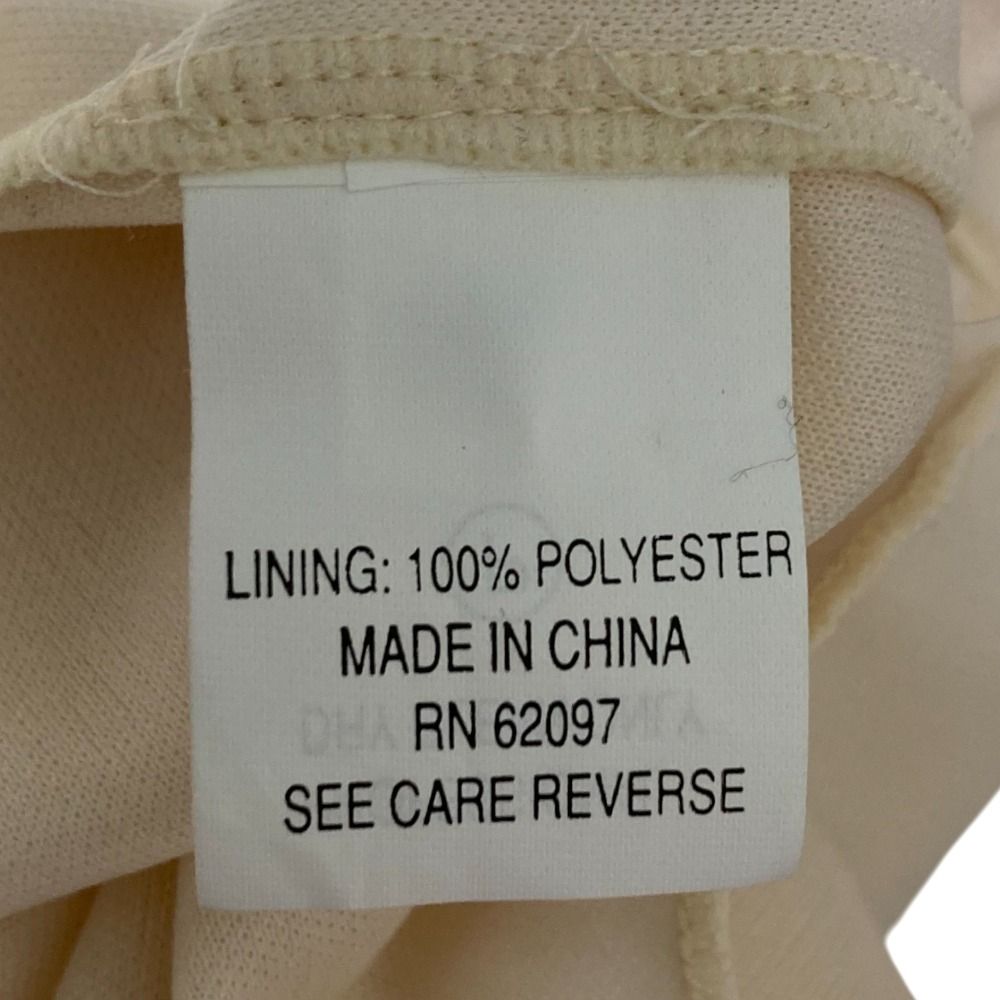 LINING: 100% POLYESTER
MADE IN CHINA
RN 62097
SEE CARE REVERSE